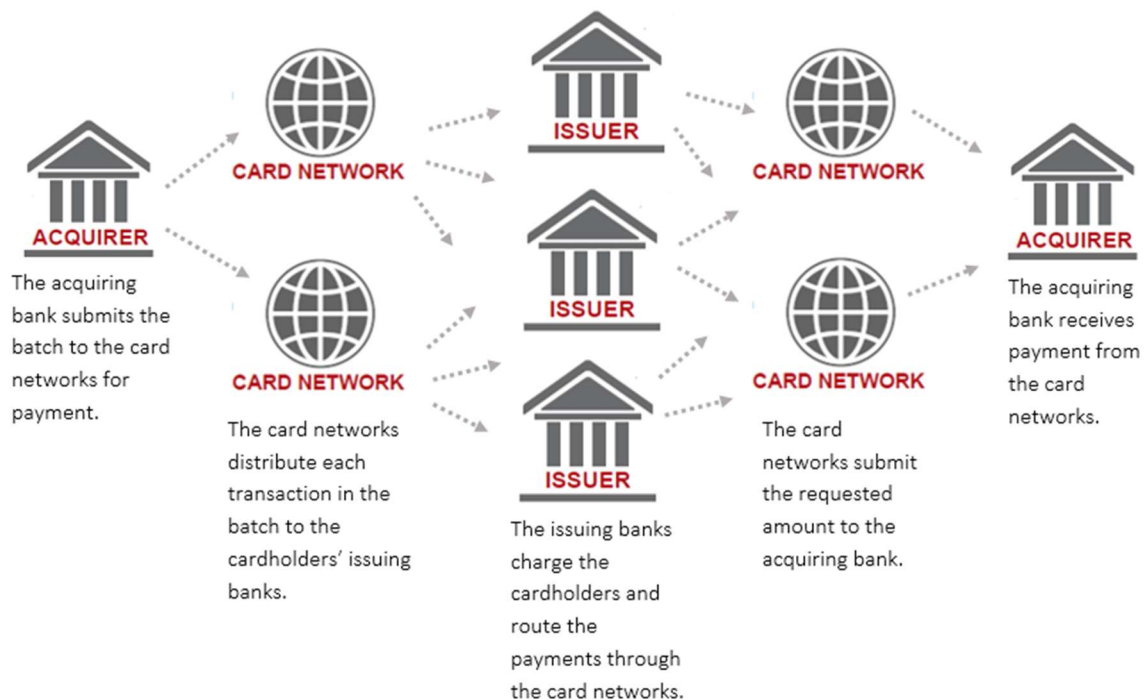 ACQUIRER
The acquiring
bank submits the
batch to the card
networks for
payment.
CARD NETWORK
CARD NETWORK
The card networks
distribute each
transaction in the
batch to the
cardholders’ issuing
banks.
ISSUER
ISSUER
ISSUER
The issuing banks
charge the
cardholders and
route the
payments through
the card networks.
CARD NETWORK
CARD NETWORK
The card
networks submit
the requested
amount to the
acquiring bank.
ACQUIRER
The acquiring
bank receives
payment from
the card
networks.